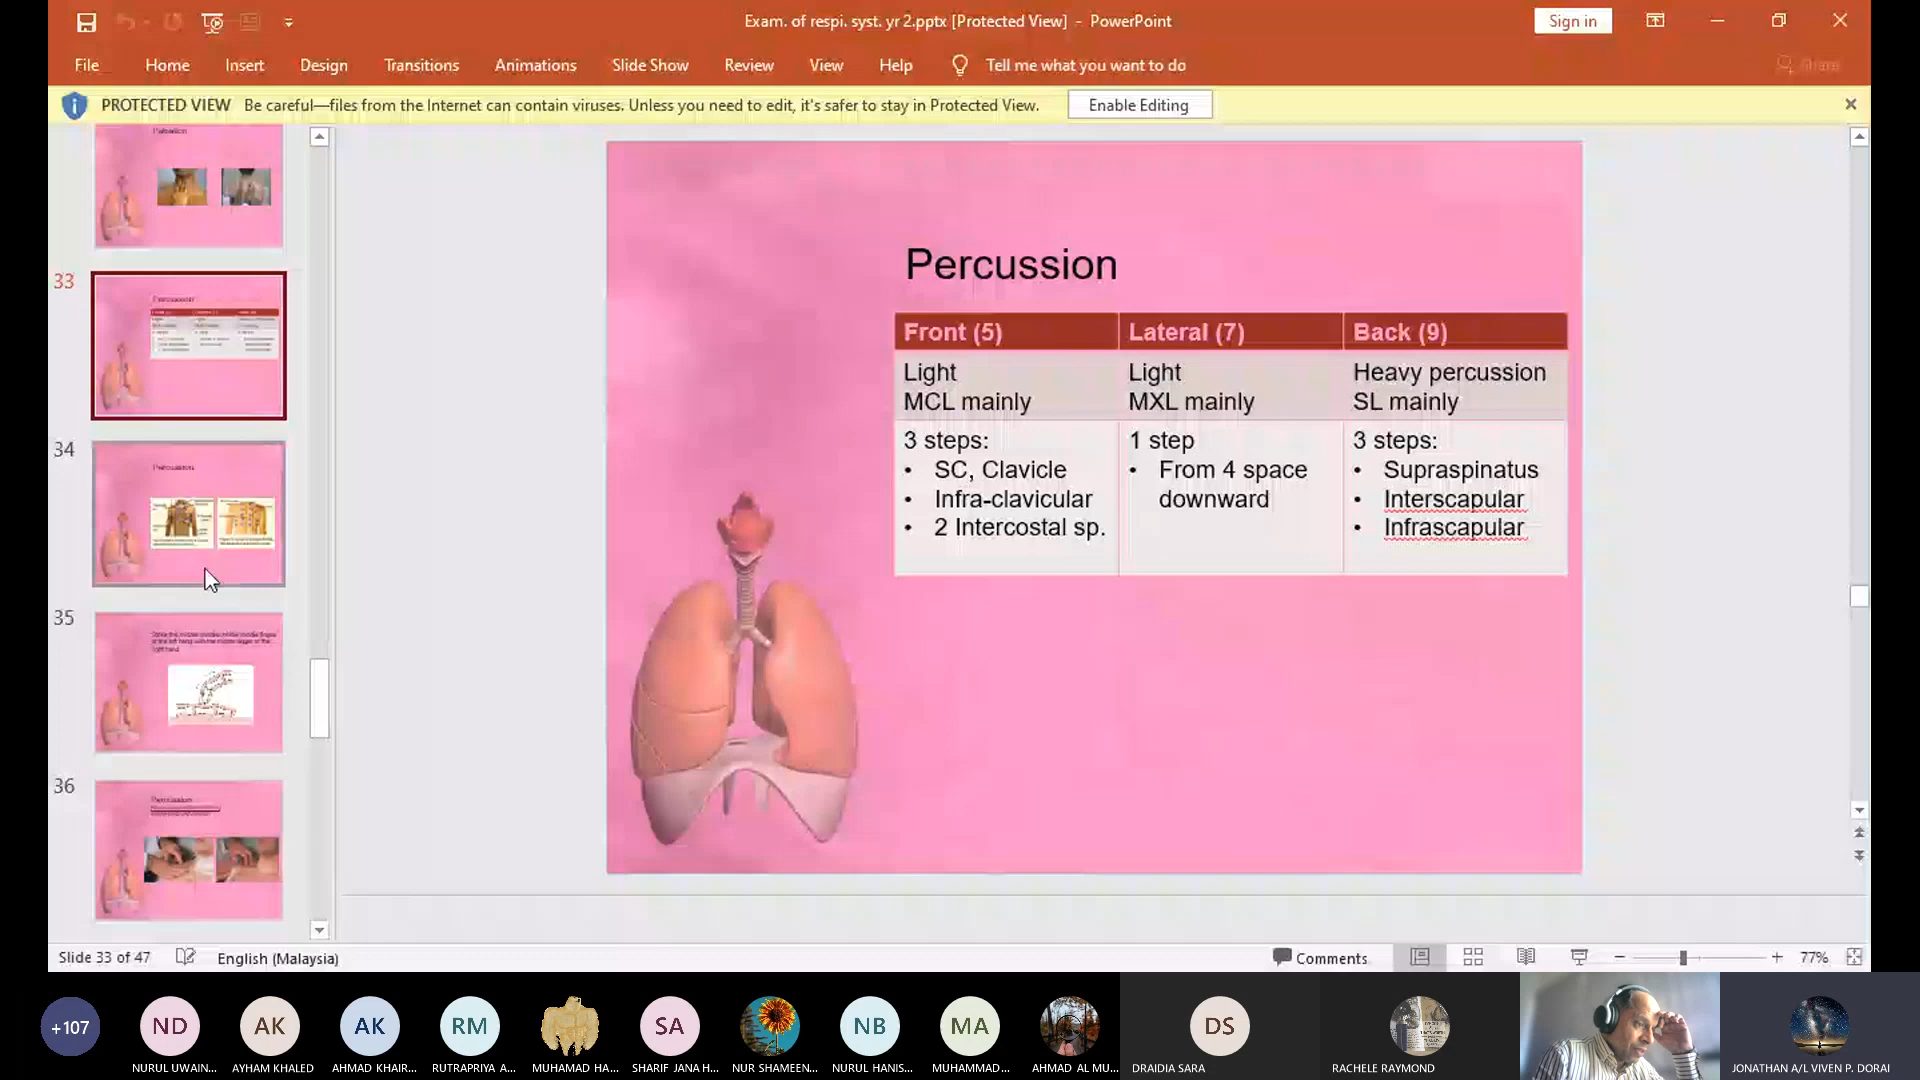 Exam. of respi. syst. yr 2.pptx [Protected View] - PowerPoint
Sign in
File Home Insert Design Transitions Animations Slide Show Review View Help Tell me what you want to do Share
PROTECTED VIEW Be careful—files from the Internet can contain viruses. Unless you need to edit, it's safer to stay in Protected View. Enable Editing
33
Percussion
34
Percussion
35
36
Percussion
Percussion
Front (5) Lateral (7) Back (9)
Light Light Heavy percussion
MCL mainly MXL mainly SL mainly
3 steps: 1 step 3 steps:
• SC, Clavicle • From 4 space • Supraspinatus
• Infra-clavicular downward • Interscapular
• 2 Intercostal sp. • Infrascapular
Slide 33 of 47 English (Malaysia) Comments 77%
+107 ND AK AK RM SA NB MA DS
NURUL UWAIN... AYHAM KHALED AHMAD KHAIR... RUTRAPRIYA A... MUHAMAD HA... SHARIF JANA H... NUR SHAMEEN... NURUL HANIS... MUHAMMAD... AHMAD AL MU... DRAIDIA SARA RACHELE RAYMOND JONATHAN A/L VIVEN P. DORAI